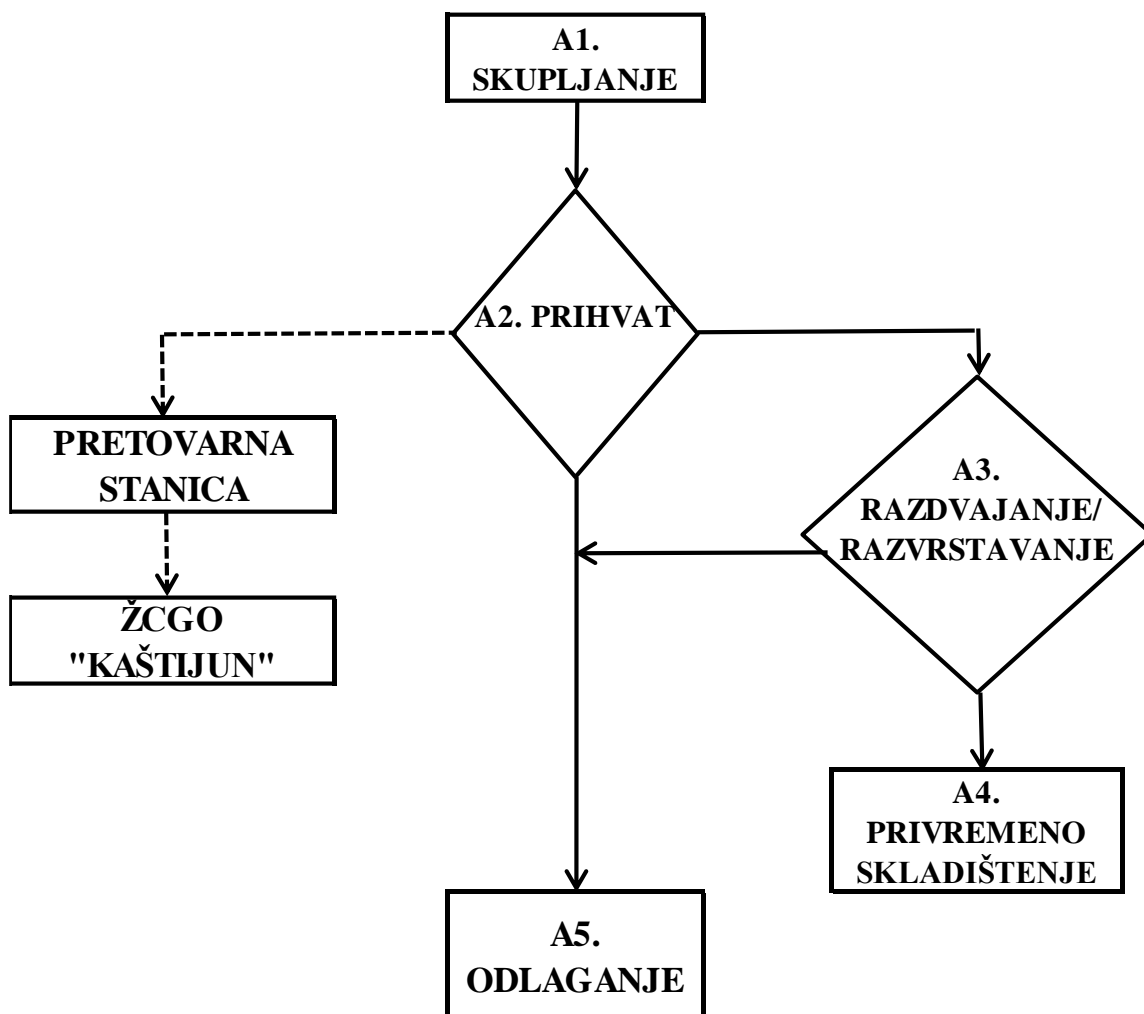 A1.
SKUPLJANJE
A2. PRIHVAT
PRETOVARNA
STANICA
ŽCGO
"KAŠTIJUN"
A3.
RAZDVAJANJE/
RAZVRSTAVANJE
A4.
PRIVREMENO
SKLADIŠTENJE
A5.
ODLAGANJE